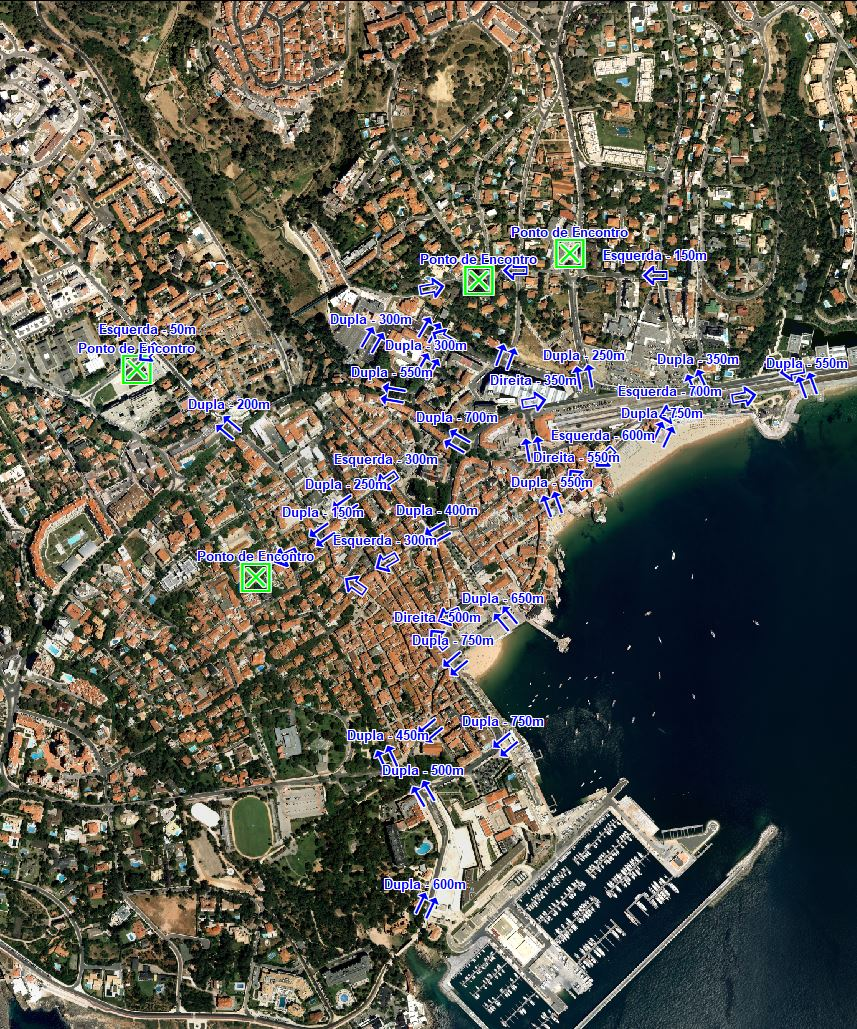 Ponto de Encontro
Ponto de Encontro
Esquerda - 150m
Dupla - 300m
Esquerda - 50m
Dupla - 300m
Ponto de Encontro
Dupla - 250m
Dupla - 350m
Dupla - 550m
Dupla - 550m
Direita - 350m
Esquerda - 700m
Dupla - 200m
Dupla - 750m
Dupla - 700m
Esquerda - 600m
Esquerda - 300m
Direita - 550m
Dupla - 250m
Dupla - 550m
Dupla - 150m
Dupla - 400m
Esquerda - 300m
Ponto de Encontro
Dupla - 650m
Direita - 500m
Dupla - 750m
Dupla - 750m
Dupla - 450m
Dupla - 500m
Dupla - 600m